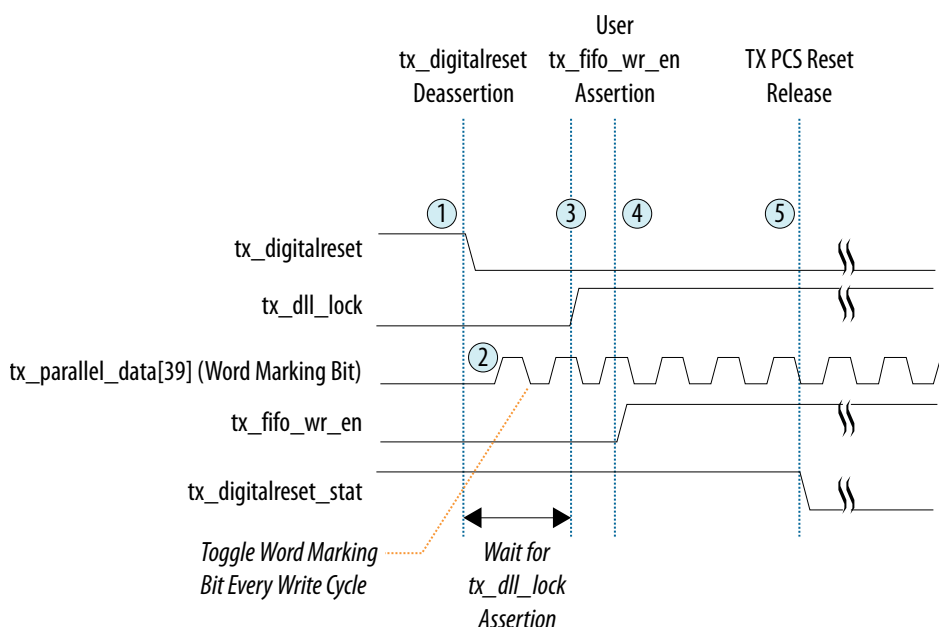 User
tx_digitalreset tx_fifo_wr_en TX PCS Reset
Deassertion Assertion Release
1 3 4 5
tx_digitalreset
tx_dll_lock
2
tx_parallel_data[39] (Word Marking Bit)
tx_fifo_wr_en
tx_digitalreset_stat
Toggle Word Marking Wait for
Bit Every Write Cycle tx_dll_lock
Assertion